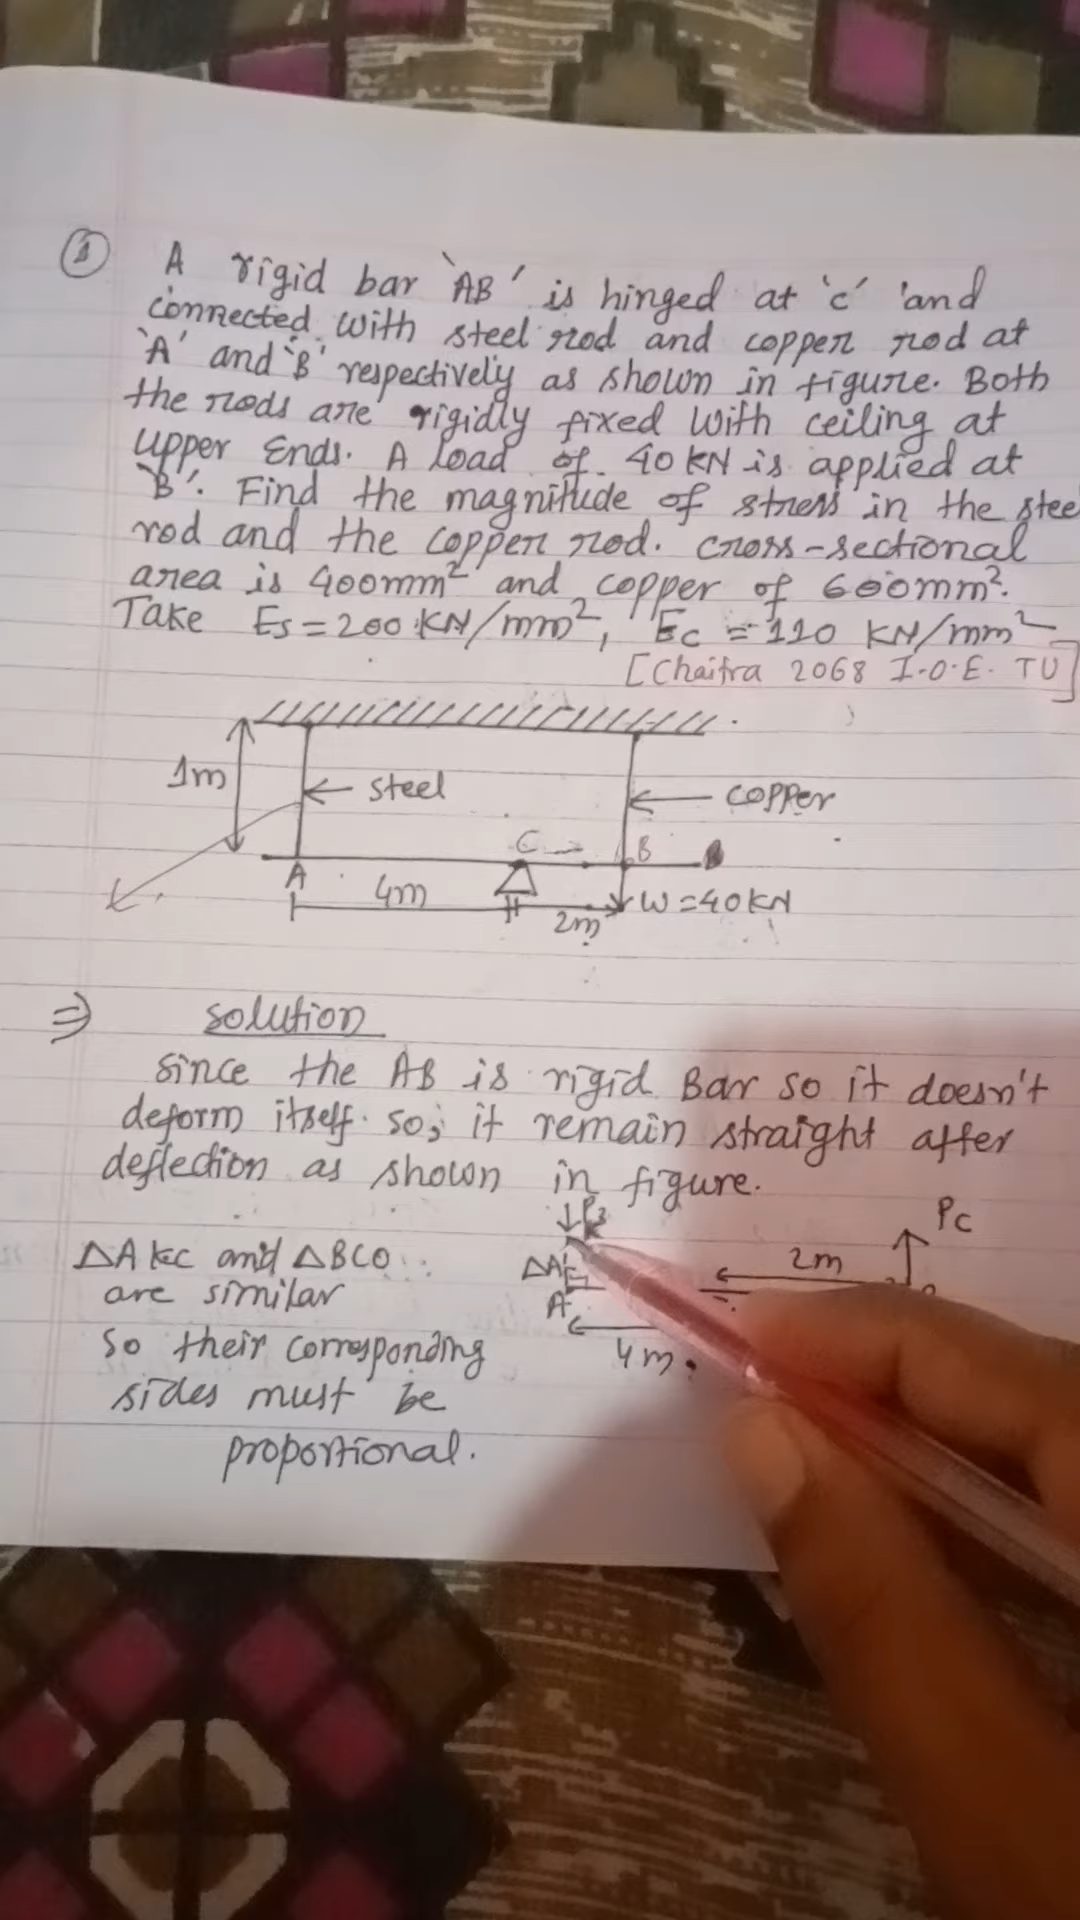 1
A rigid bar `AB' is hinged at `c' 'and
connected with steel rod and copper rod at
`A' and `B' respectively as shown in figure. Both
the rods are rigidly fixed with ceiling at
upper Ends. A load of 40 KN is applied at
`B'. Find the magnitude of stress in the stee
rod and the copper rod. cross-sectional
area is 400mm² and copper of 600mm².
Take Es = 200 KN/mm², Ec = 110 KN/mm²
[Chaitra 2068 I.O.E. TU]
1m
steel
copper
C
B
A
4m
2m
W = 40KN
⇒ solution
since the AB is rigid Bar so it doesn't
deform itself. so; it remain straight after
deflection as shown in figure.
Pc
ΔAkc and ΔBCO
are similar
so their corresponding
sides must be
proportional.
2m
A
4m